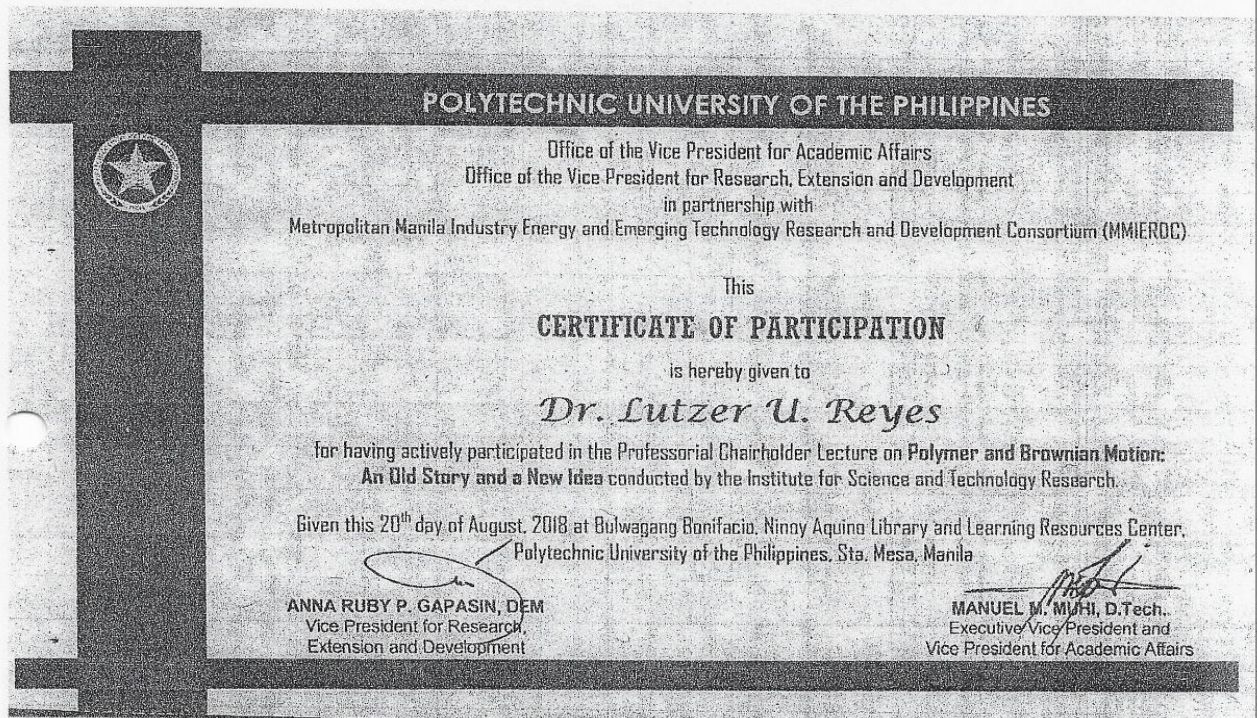 POLYTECHNIC UNIVERSITY OF THE PHILIPPINES
Office of the Vice President for Academic Affairs
Office of the Vice President for Research, Extension and Development
in partnership with
Metropolitan Manila Industry Energy and Emerging Technology Research and Development Consortium (MMIERDC)
This
CERTIFICATE OF PARTICIPATION
is hereby given to
Dr. Lutzer U. Reyes
for having actively participated in the Professorial Chairholder Lecture on Polymer and Brownian Motion:
An Old Story and a New Idea conducted by the Institute for Science and Technology Research.
Given this 20th day of August, 2018 at Bulwagang Bonifacio, Ninoy Aquino Library and Learning Resources Center,
Polytechnic University of the Philippines, Sta. Mesa, Manila
ANNA RUBY P. GAPASIN, DEM
Vice President for Research,
Extension and Development
MANUEL M. MUHI, D.Tech.
Executive Vice President and
Vice President for Academic Affairs